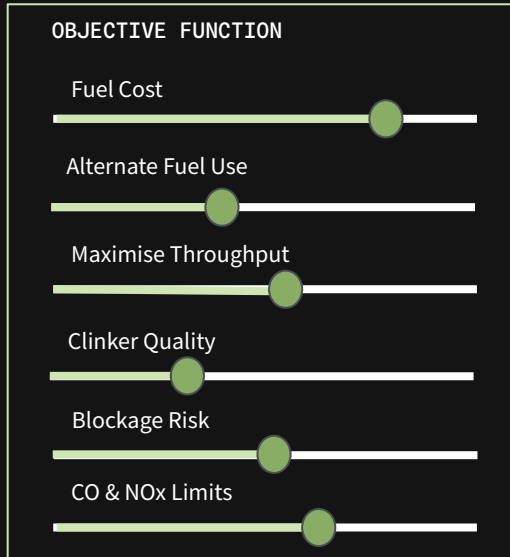 OBJECTIVE FUNCTION
Fuel Cost
Alternate Fuel Use
Maximise Throughput
Clinker Quality
Blockage Risk
CO & NOx Limits